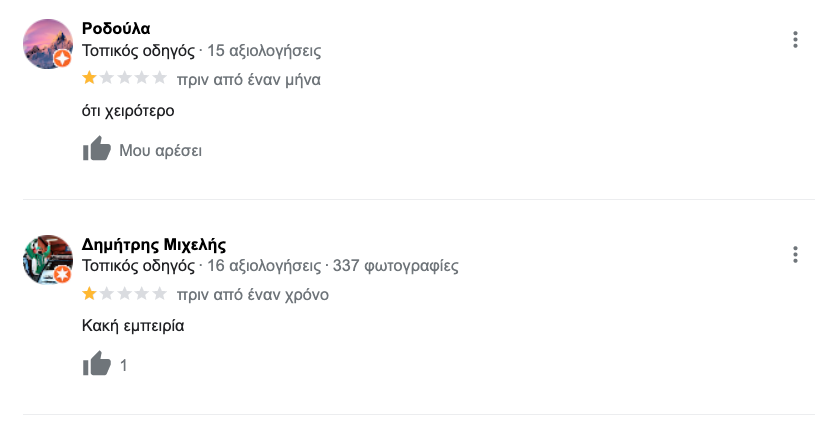 Ροδούλα
Τοπικός οδηγός · 15 αξιολογήσεις
πριν από έναν μήνα
ότι χειρότερο
Μου αρέσει
Δημήτρης Μιχελής
Τοπικός οδηγός · 16 αξιολογήσεις · 337 φωτογραφίες
πριν από έναν χρόνο
Κακή εμπειρία
1